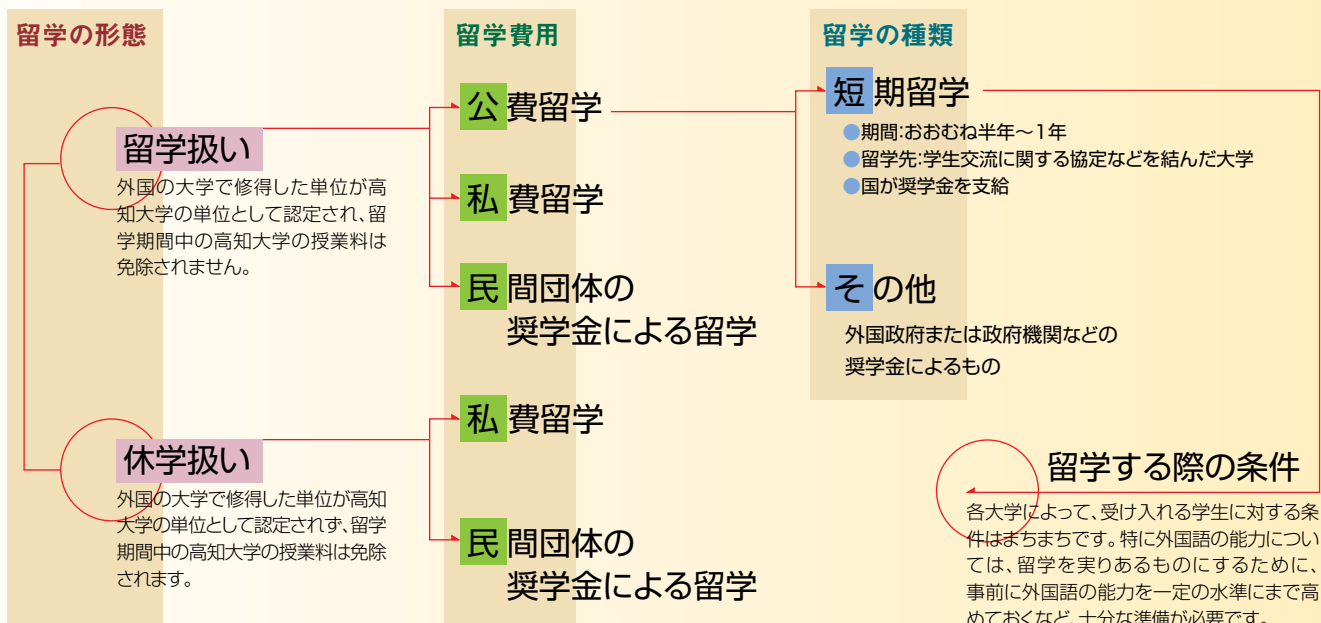 留学の形態
留学扱い
外国の大学で修得した単位が高
知大学の単位として認定され、留
学期間中の高知大学の授業料は
免除されません。
休学扱い
外国の大学で修得した単位が高知
大学の単位として認定されず、留学
期間中の高知大学の授業料は免除
されます。
留学費用
公費留学
私費留学
民間団体の
奨学金による留学
私費留学
民間団体の
奨学金による留学
留学の種類
短期留学
●期間:おおむね半年～1年
●留学先:学生交流に関する協定などを結んだ大学
●国が奨学金を支給
その他
外国政府または政府機関などの
奨学金によるもの
留学する際の条件
各大学によって、受け入れる学生に対する条
件はまちまちです。特に外国語の能力につい
ては、留学を実りあるものにするために、
事前に外国語の能力を一定の水準にまで高
めておくなど、十分な準備が必要です。